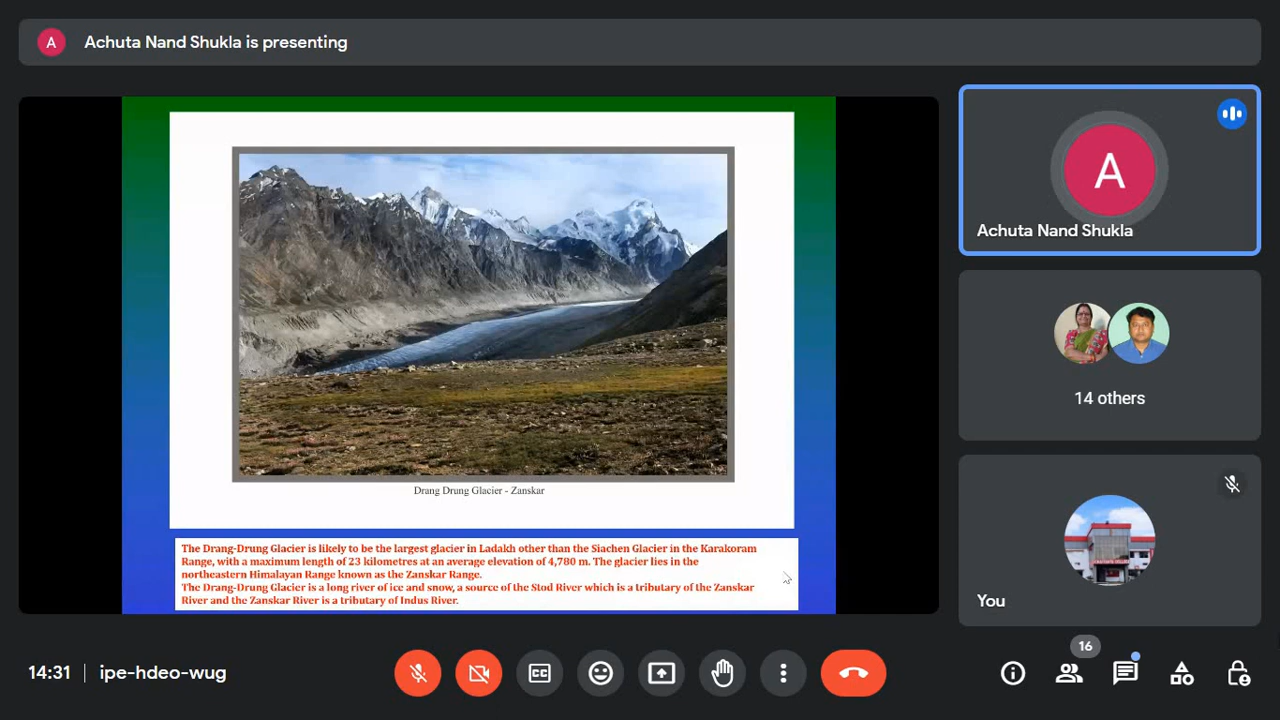 A Achuta Nand Shukla is presenting
Drang Drung Glacier - Zanskar
The Drang-Drung Glacier is likely to be the largest glacier in Ladakh other than the Siachen Glacier in the Karakoram
Range, with a maximum length of 23 kilometres at an average elevation of 4,780 m. The glacier lies in the
northeastern Himalayan Range known as the Zanskar Range.
The Drang-Drung Glacier is a long river of ice and snow, a source of the Stod River which is a tributary of the Zanskar
River and the Zanskar River is a tributary of Indus River.
A
Achuta Nand Shukla
14 others
You
14:31 ipe-hdeo-wug
CC
16